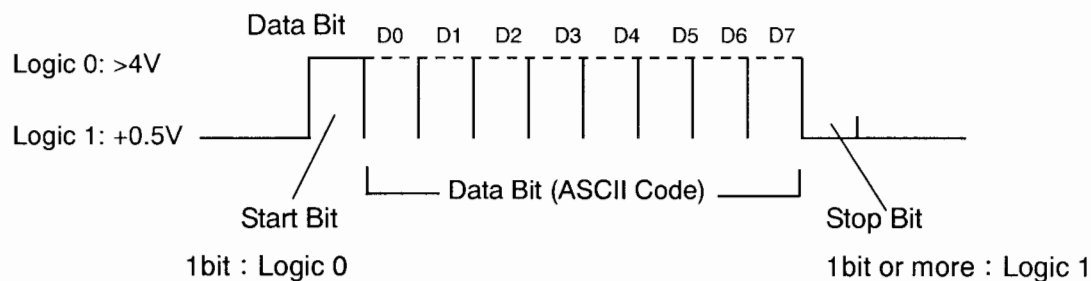 Data Bit
D0 D1 D2 D3 D4 D5 D6 D7
Logic 0: >4V
Logic 1: +0.5V
Data Bit (ASCII Code)
Start Bit
Stop Bit
1bit : Logic 0
1bit or more : Logic 1